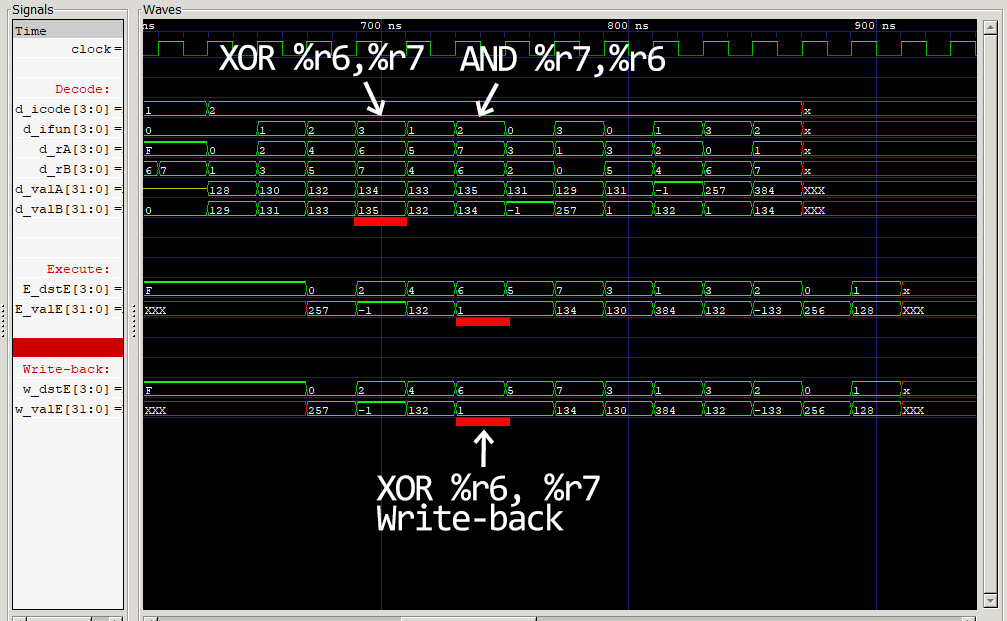 Signals
Waves
Time
ns 700 ns 800 ns 900 ns
clock =
XOR %r6,%r7 AND %r7,%r6
Decode:
d_icode[3:0] = 1 2 x
d_ifun[3:0] = 0 1 2 3 1 2 0 3 0 1 3 2 x
d_rA[3:0] = F 0 2 4 6 5 7 3 1 3 2 0 1 x
d_rB[3:0] = 6 7 1 3 5 7 4 6 2 0 5 4 6 7 x
d_valA[31:0] = 128 130 132 134 133 135 131 129 131 -1 257 384 XXX
d_valB[31:0] = 0 129 131 133 135 132 134 -1 257 1 132 1 134 XXX
Execute:
E_dstE[3:0] = F 0 2 4 6 5 7 3 1 3 2 0 1 x
E_valE[31:0] = XXX 257 -1 132 1 134 130 384 132 -133 256 128 XXX
Write-back:
w_dstE[3:0] = F 0 2 4 6 5 7 3 1 3 2 0 1 x
w_valE[31:0] = XXX 257 -1 132 1 134 130 384 132 -133 256 128 XXX
XOR %r6, %r7
Write-back